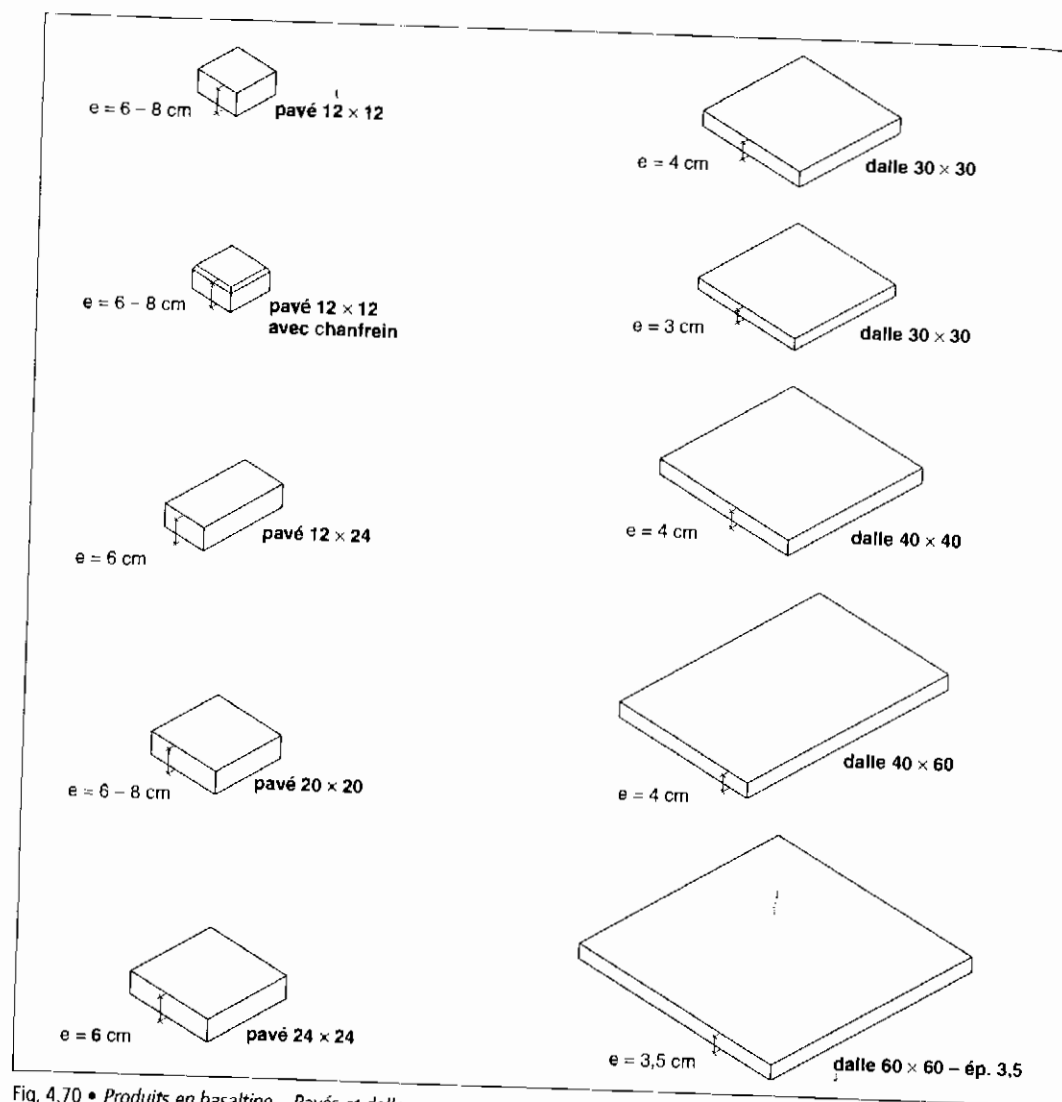 e = 6 – 8 cm
pavé 12 × 12
e = 4 cm
dalle 30 × 30
e = 6 – 8 cm
pavé 12 × 12
avec chanfrein
e = 3 cm
dalle 30 × 30
e = 6 cm
pavé 12 × 24
e = 4 cm
dalle 40 × 40
e = 6 – 8 cm
pavé 20 × 20
e = 4 cm
dalle 40 × 60
e = 6 cm
pavé 24 × 24
e = 3,5 cm
dalle 60 × 60 – ép. 3,5
Fig. 4.70 • Produits en basaltine – Pavés et